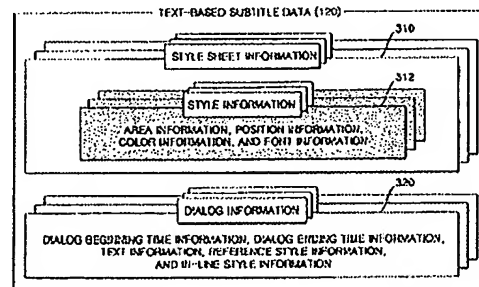 TEXT-BASED SUBTITLE DATA (120)
310
STYLE SHEET INFORMATION
312
STYLE INFORMATION
AREA INFORMATION, POSITION INFORMATION,
COLOR INFORMATION, AND FONT INFORMATION
320
DIALOG INFORMATION
DIALOG BEGINNING TIME INFORMATION, DIALOG ENDING TIME INFORMATION,
TEXT INFORMATION, REFERENCE STYLE INFORMATION,
AND IN-LINE STYLE INFORMATION